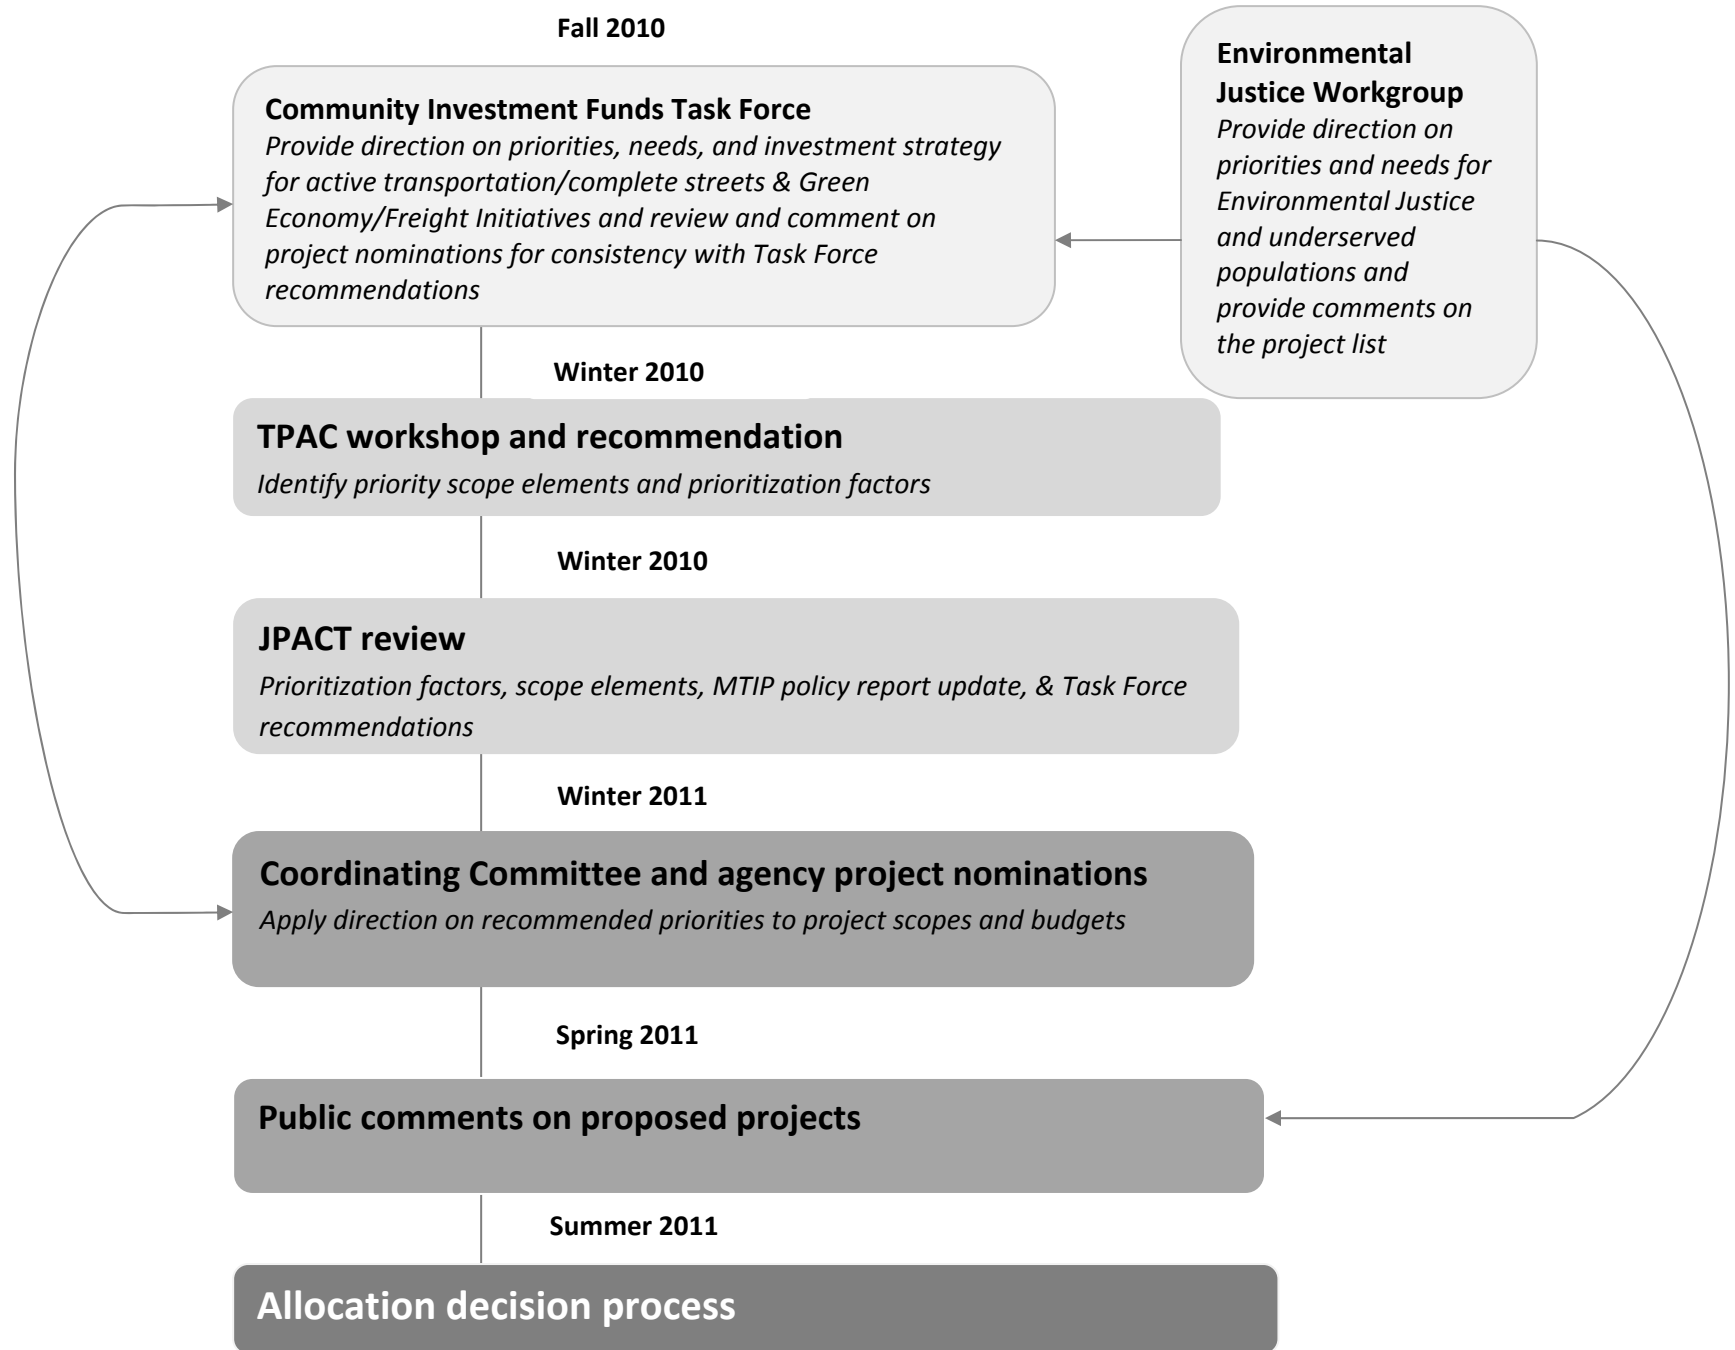 Fall 2010
Community Investment Funds Task Force
Provide direction on priorities, needs, and investment strategy
for active transportation/complete streets & Green
Economy/Freight Initiatives and review and comment on
project nominations for consistency with Task Force
recommendations
Environmental
Justice Workgroup
Provide direction on
priorities and needs for
Environmental Justice
and underserved
populations and
provide comments on
the project list
Winter 2010
TPAC workshop and recommendation
Identify priority scope elements and prioritization factors
Winter 2010
JPACT review
Prioritization factors, scope elements, MTIP policy report update, & Task Force
recommendations
Winter 2011
Coordinating Committee and agency project nominations
Apply direction on recommended priorities to project scopes and budgets
Spring 2011
Public comments on proposed projects
Summer 2011
Allocation decision process